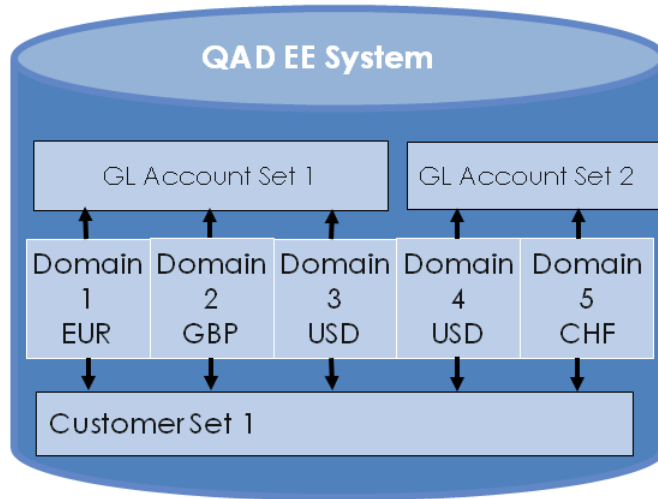 QAD EE System
GL Account Set 1
GL Account Set 2
Domain
1
EUR
Domain
2
GBP
Domain
3
USD
Domain
4
USD
Domain
5
CHF
Customer Set 1